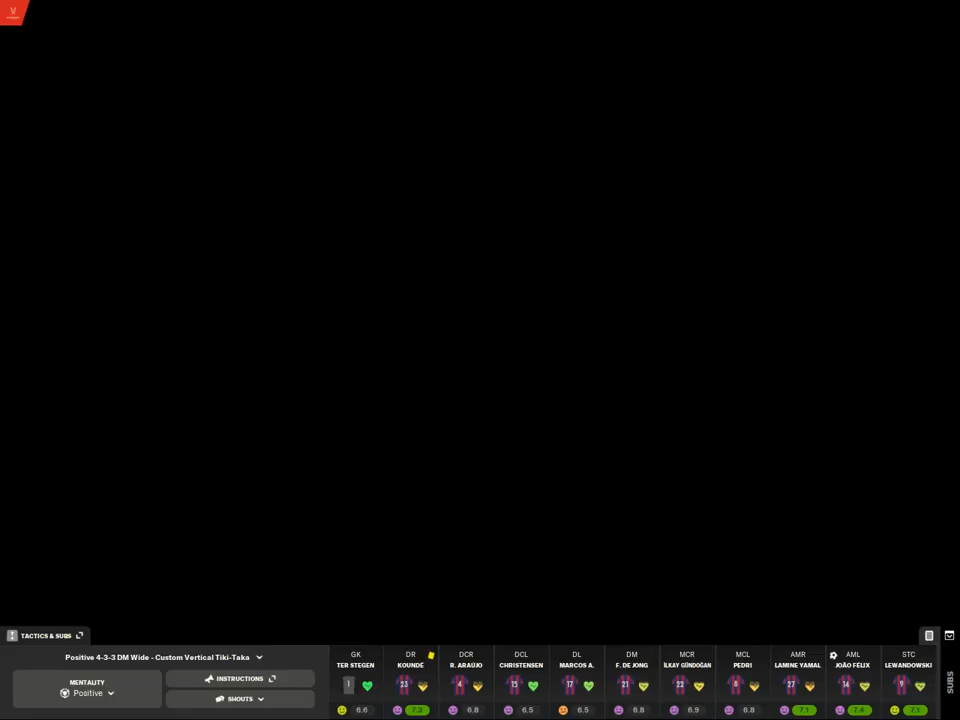 TACTICS & SUBS
Positive 4-3-3 DM Wide - Custom Vertical Tiki-Taka
MENTALITY
Positive
INSTRUCTIONS
SHOUTS
GK DR DCR DCL DL DM MCR MCL AMR AML STC
TER STEGEN KOUNDE R. ARAÚJO CHRISTENSEN MARCOS A. F. DE JONG İLKAY GÜNDOĞAN PEDRI LAMINE YAMAL JOÃO FÉLIX LEWANDOWSKI
1 23 4 15 17 21 22 8 27 14 9
6.6 7.3 6.8 6.5 6.5 6.8 6.9 6.8 7.1 7.4 7.1
SUBS